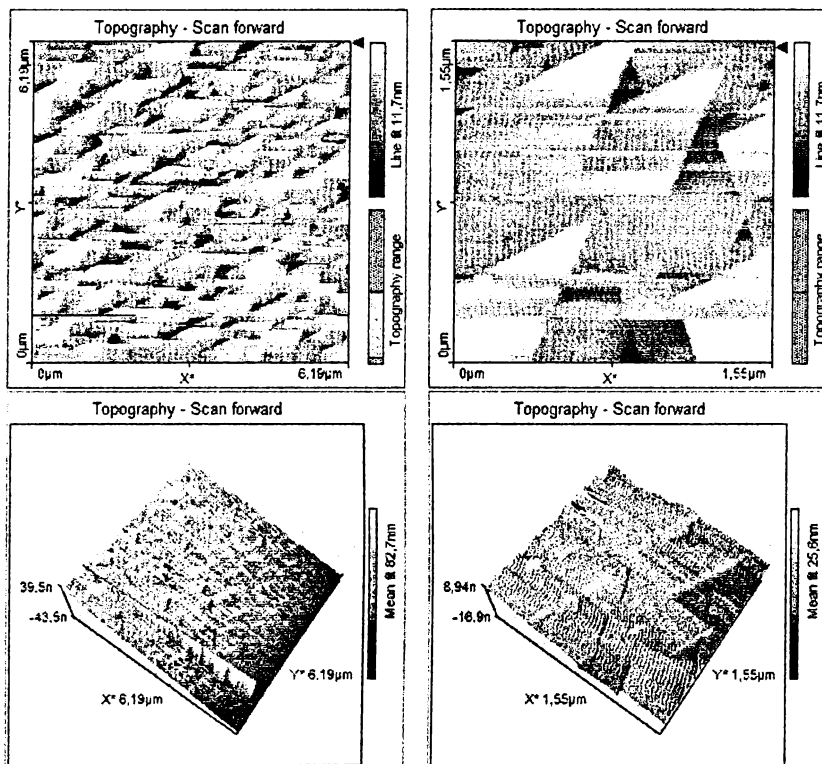 Topography - Scan forward
6,19µm
Y*
0µm
0µm
X*
6,19µm
Line fit 11,7nm
Topography range
Topography - Scan forward
1,55µm
Y*
0µm
0µm
X*
1,55µm
Line fit 11,7nm
Topography range
Topography - Scan forward
39.5n
-43.5n
X* 6,19µm
Y* 6.19µm
Mean fit 82,7nm
Topography - Scan forward
8,94n
-16.9n
X* 1,55µm
Y* 1,55µm
Mean fit 25,6nm